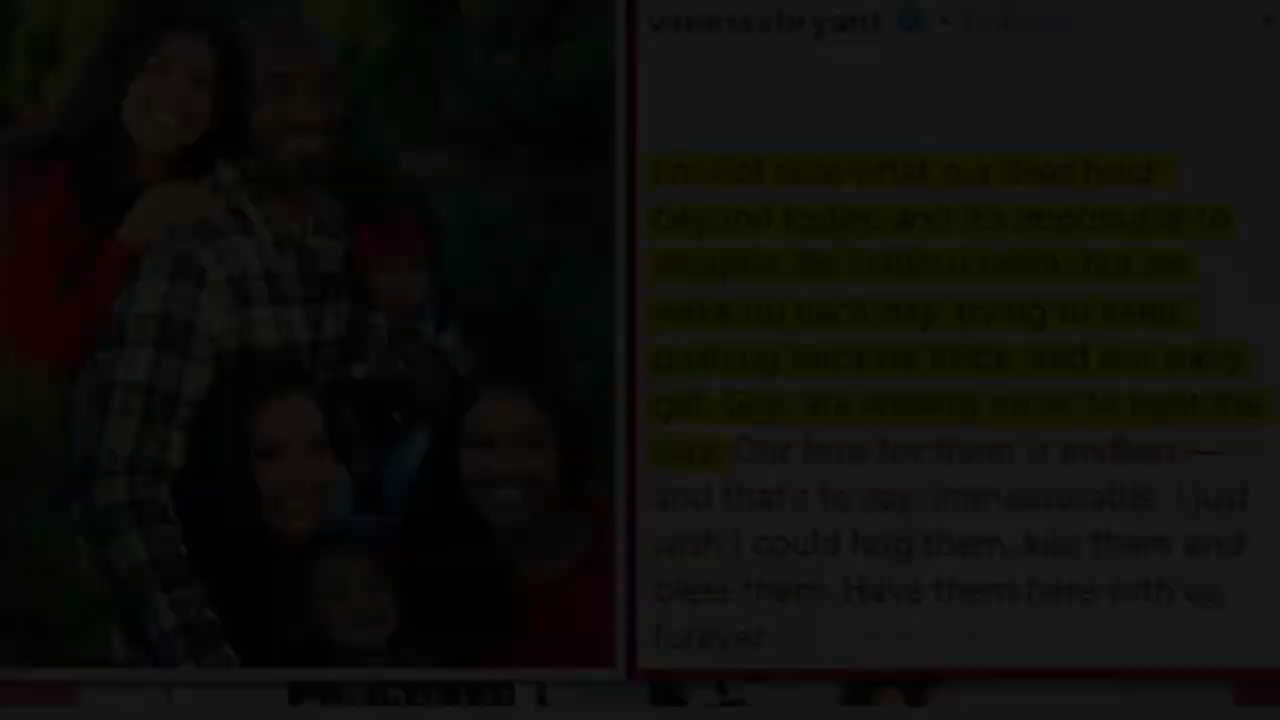 vanessabryant • Follow
I'm not sure what our lives hold
beyond today, and it's impossible to
imagine life without them. But we
wake up each day, trying to keep
pushing because Kobe, and our baby
girl, Gigi, are shining on us to light the
way. Our love for them is endless —
and that's to say, immeasurable. I just
wish I could hug them, kiss them and
bless them. Have them here with us,
forever